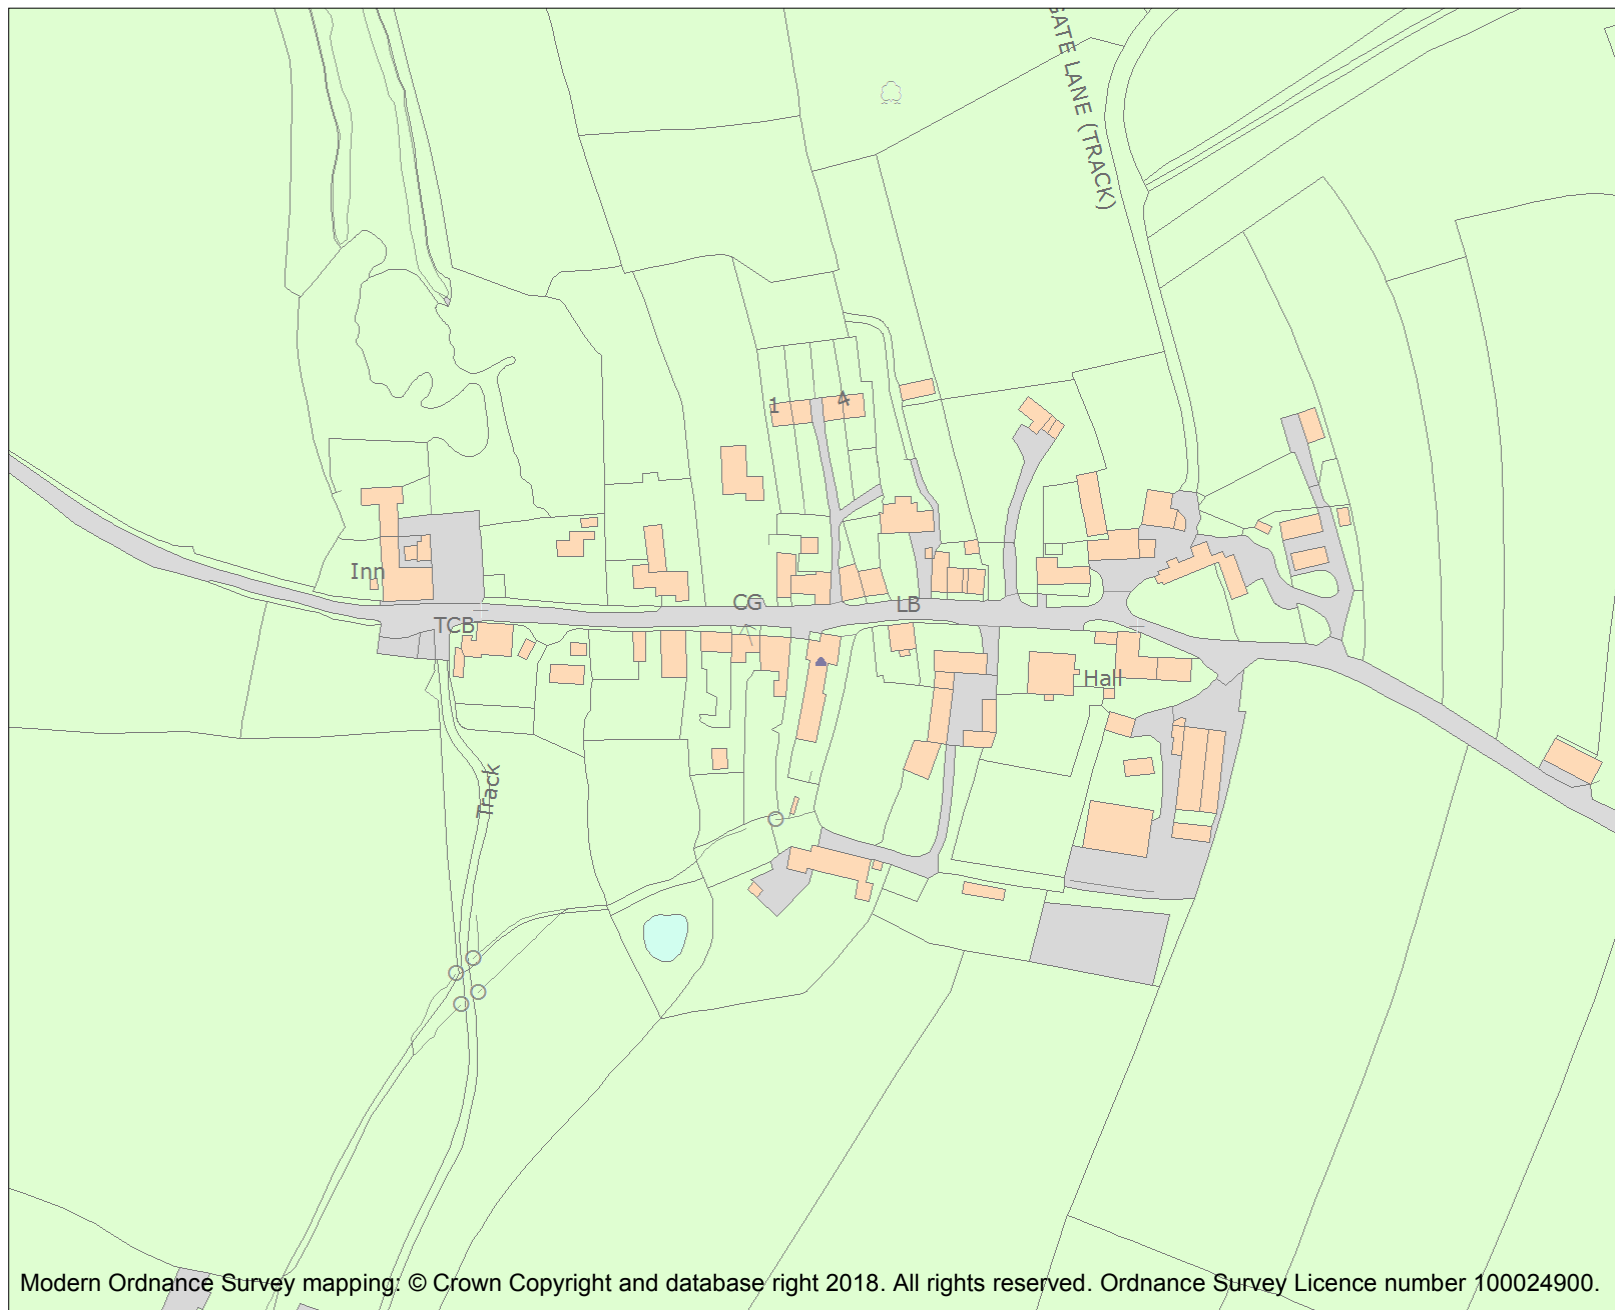 GATE LANE (TRACK)
1
4
Inn
CG
LB
TCB
Hall
Track
Modern Ordnance Survey mapping: © Crown Copyright and database right 2018. All rights reserved. Ordnance Survey Licence number 100024900.